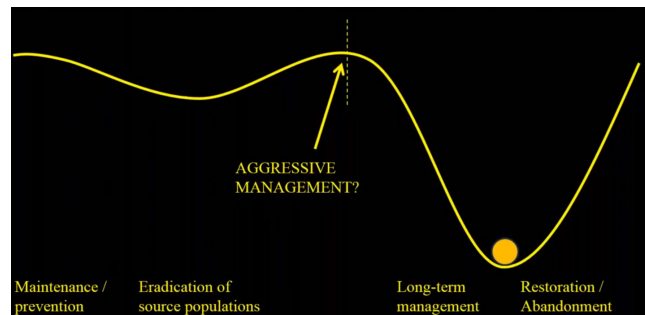 AGGRESSIVE
MANAGEMENT?
Maintenance /
prevention
Eradication of
source populations
Long-term
management
Restoration /
Abandonment